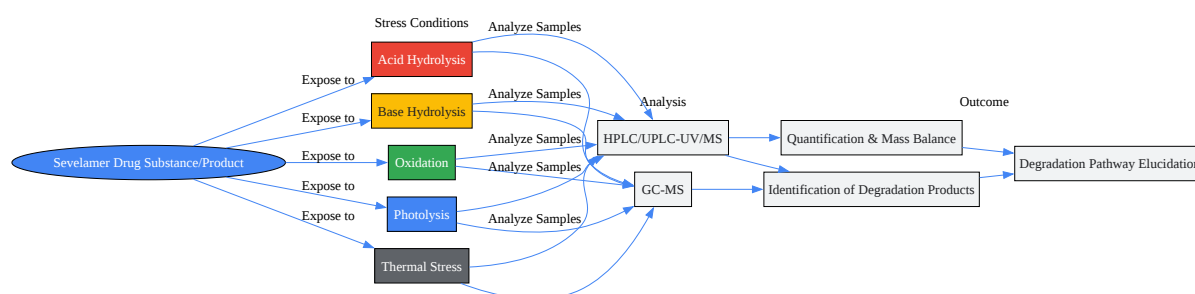 Stress Conditions
Analyze Samples
Acid Hydrolysis
Expose to
Analyze Samples
Analysis
Outcome
Base Hydrolysis
Expose to
HPLC/UPLC-UV/MS
Quantification & Mass Balance
Analyze Samples
Sevelamer Drug Substance/Product
Expose to
Oxidation
Analyze Samples
Degradation Pathway Elucidation
Expose to
GC-MS
Identification of Degradation Products
Photolysis
Analyze Samples
Expose to
Thermal Stress